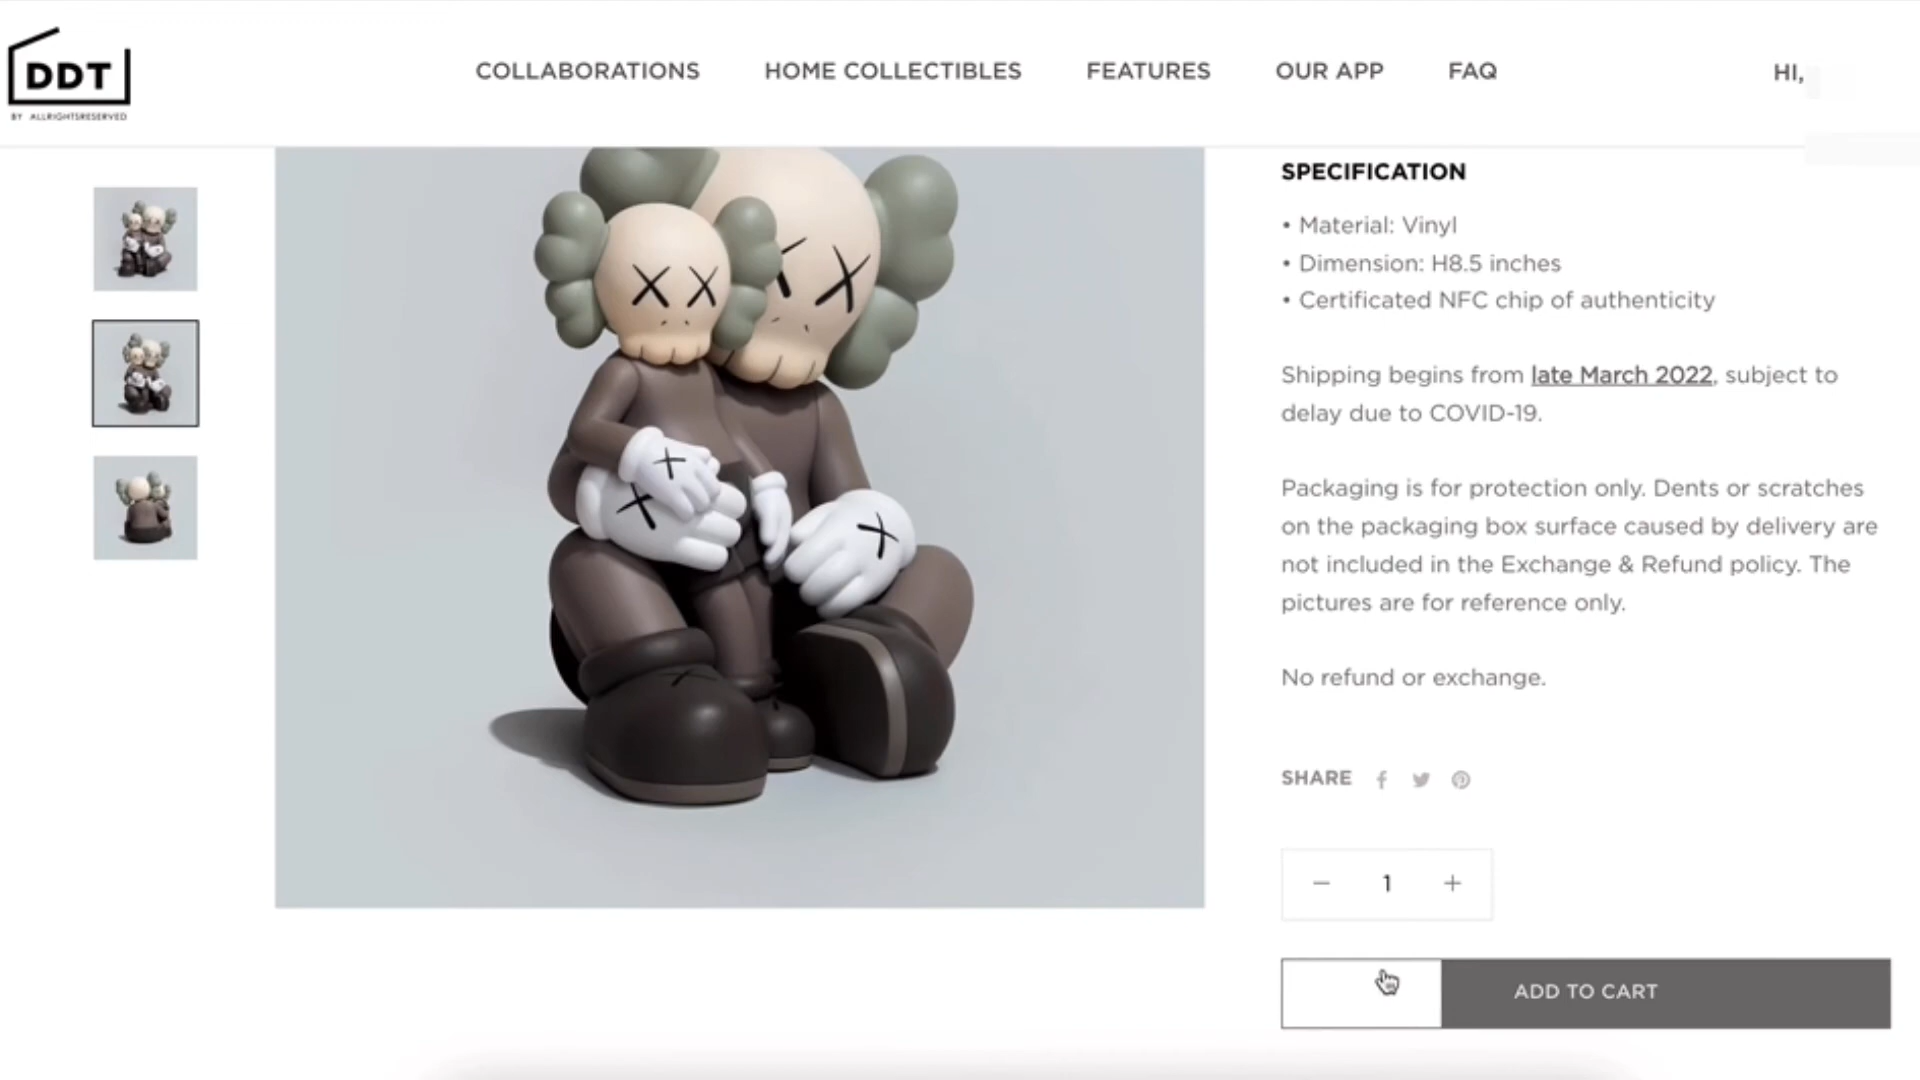 DDT
BY ALLRIGHTSRESERVED
COLLABORATIONS HOME COLLECTIBLES FEATURES OUR APP FAQ HI,
SPECIFICATION
• Material: Vinyl
• Dimension: H8.5 inches
• Certificated NFC chip of authenticity
Shipping begins from late March 2022, subject to
delay due to COVID-19.
Packaging is for protection only. Dents or scratches
on the packaging box surface caused by delivery are
not included in the Exchange & Refund policy. The
pictures are for reference only.
No refund or exchange.
SHARE
− 1 +
ADD TO CART